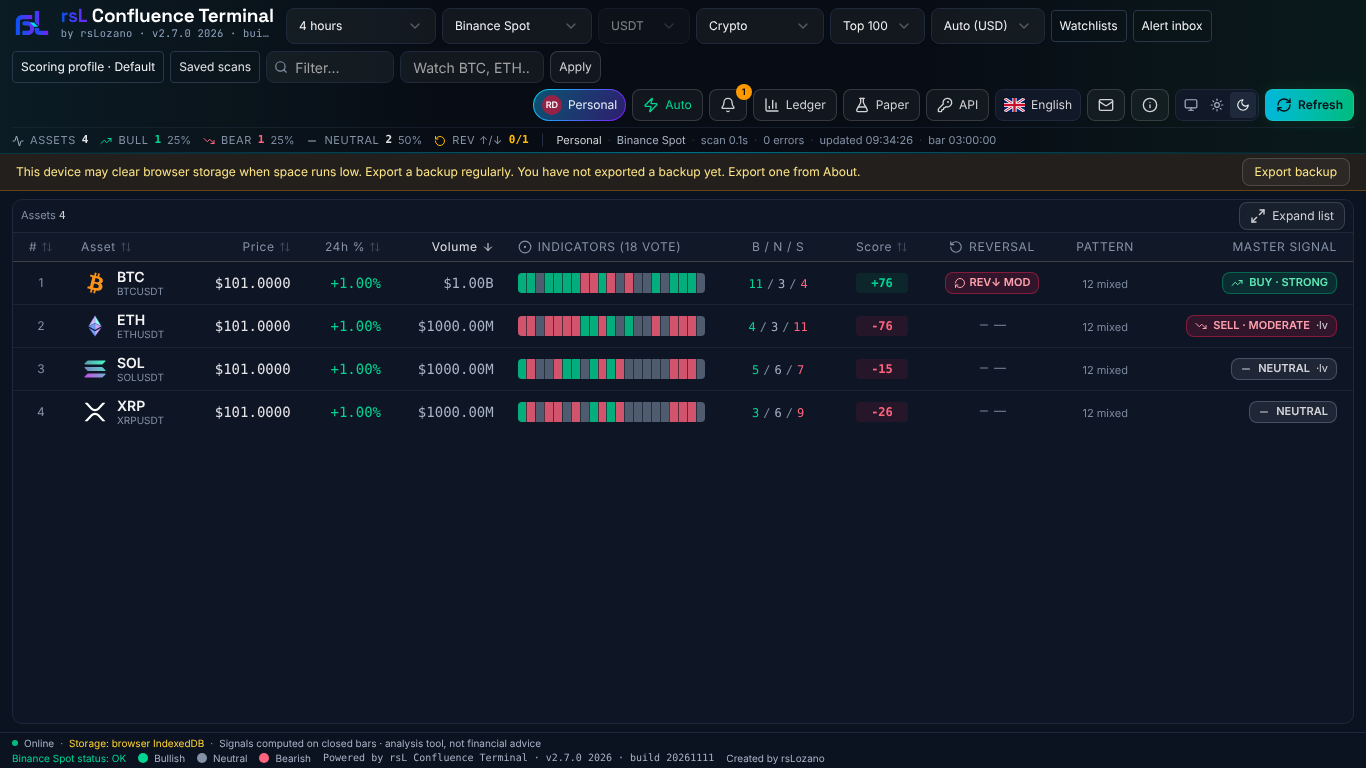 rsL Confluence Terminal
by rsLozano · v2.7.0 2026 · bui…
4 hours
Binance Spot
USDT
Crypto
Top 100
Auto (USD)
Watchlists
Alert inbox
Scoring profile · Default
Saved scans
Filter...
Watch BTC, ETH..
Apply
RD Personal
Auto
1
Ledger
Paper
API
English
Refresh
ASSETS 4 BULL 1 25% BEAR 1 25% NEUTRAL 2 50% REV ↑/↓ 0/1 Personal · Binance Spot · scan 0.1s · 0 errors · updated 09:34:26 · bar 03:00:00
This device may clear browser storage when space runs low. Export a backup regularly. You have not exported a backup yet. Export one from About.
Export backup
Assets 4
Expand list
# Asset Price 24h % Volume ↓ INDICATORS (18 VOTE) B / N / S Score REVERSAL PATTERN MASTER SIGNAL
1 BTC BTCUSDT $101.0000 +1.00% $1.00B 11 / 3 / 4 +76 REV↓ MOD 12 mixed BUY · STRONG
2 ETH ETHUSDT $101.0000 +1.00% $1000.00M 4 / 3 / 11 -76 — — 12 mixed SELL · MODERATE ·lv
3 SOL SOLUSDT $101.0000 +1.00% $1000.00M 5 / 6 / 7 -15 — — 12 mixed — NEUTRAL ·lv
4 XRP XRPUSDT $101.0000 +1.00% $1000.00M 3 / 6 / 9 -26 — — 12 mixed — NEUTRAL
Online · Storage: browser IndexedDB · Signals computed on closed bars · analysis tool, not financial advice
Binance Spot status: OK Bullish Neutral Bearish Powered by rsL Confluence Terminal · v2.7.0 2026 · build 20261111 Created by rsLozano